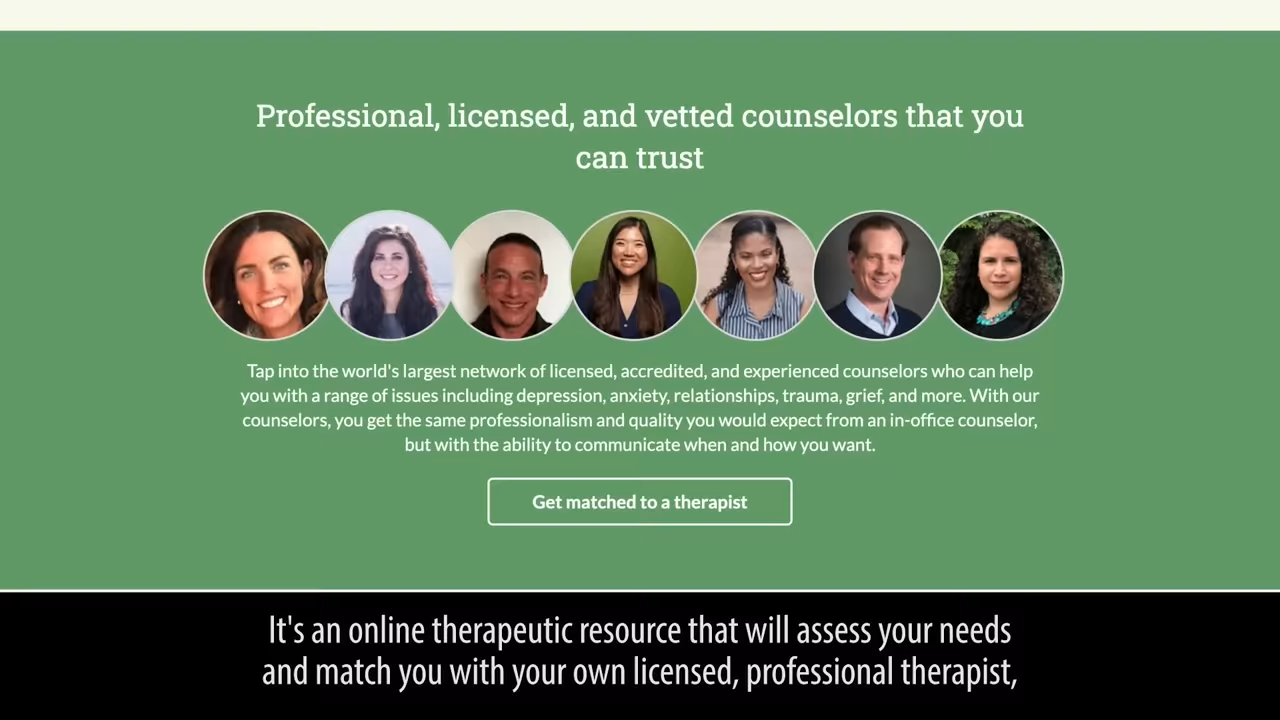 Professional, licensed, and vetted counselors that you
can trust
Tap into the world's largest network of licensed, accredited, and experienced counselors who can help
you with a range of issues including depression, anxiety, relationships, trauma, grief, and more. With our
counselors, you get the same professionalism and quality you would expect from an in-office counselor,
but with the ability to communicate when and how you want.
Get matched to a therapist
It's an online therapeutic resource that will assess your needs
and match you with your own licensed, professional therapist,